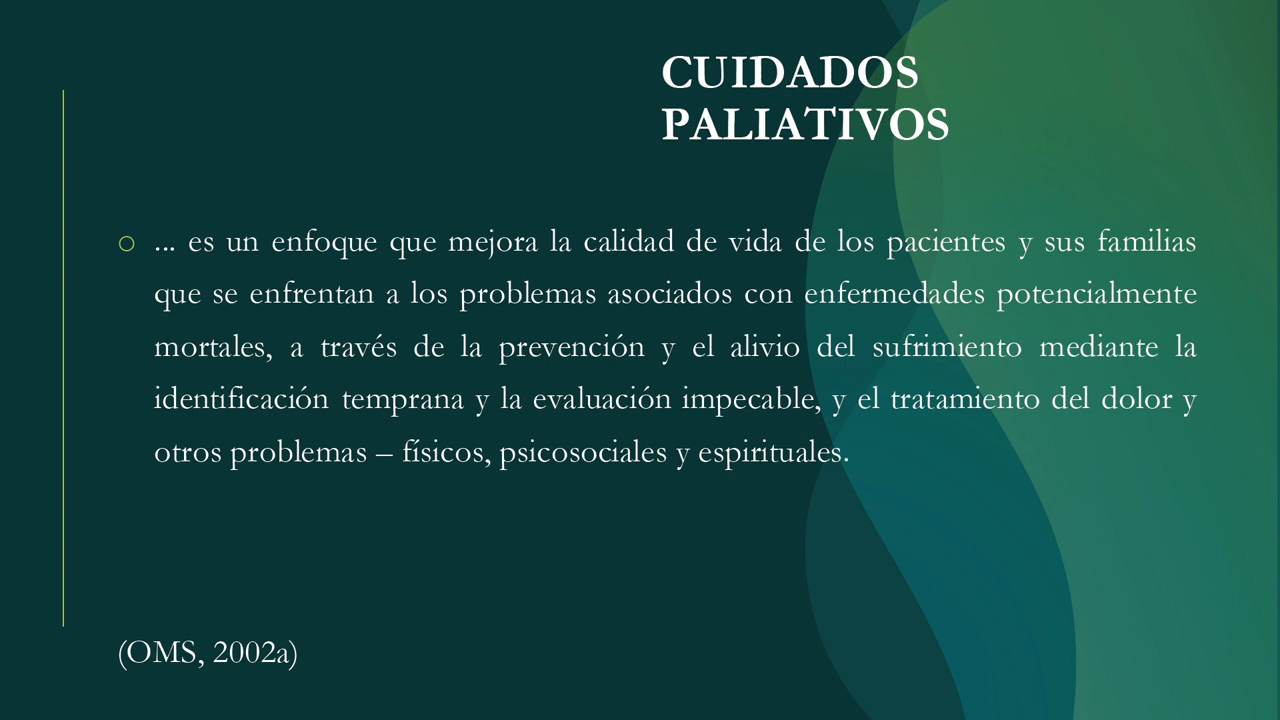 CUIDADOS
PALIATIVOS
... es un enfoque que mejora la calidad de vida de los pacientes y sus familias
que se enfrentan a los problemas asociados con enfermedades potencialmente
mortales, a través de la prevención y el alivio del sufrimiento mediante la
identificación temprana y la evaluación impecable, y el tratamiento del dolor y
otros problemas – físicos, psicosociales y espirituales.
(OMS, 2002a)